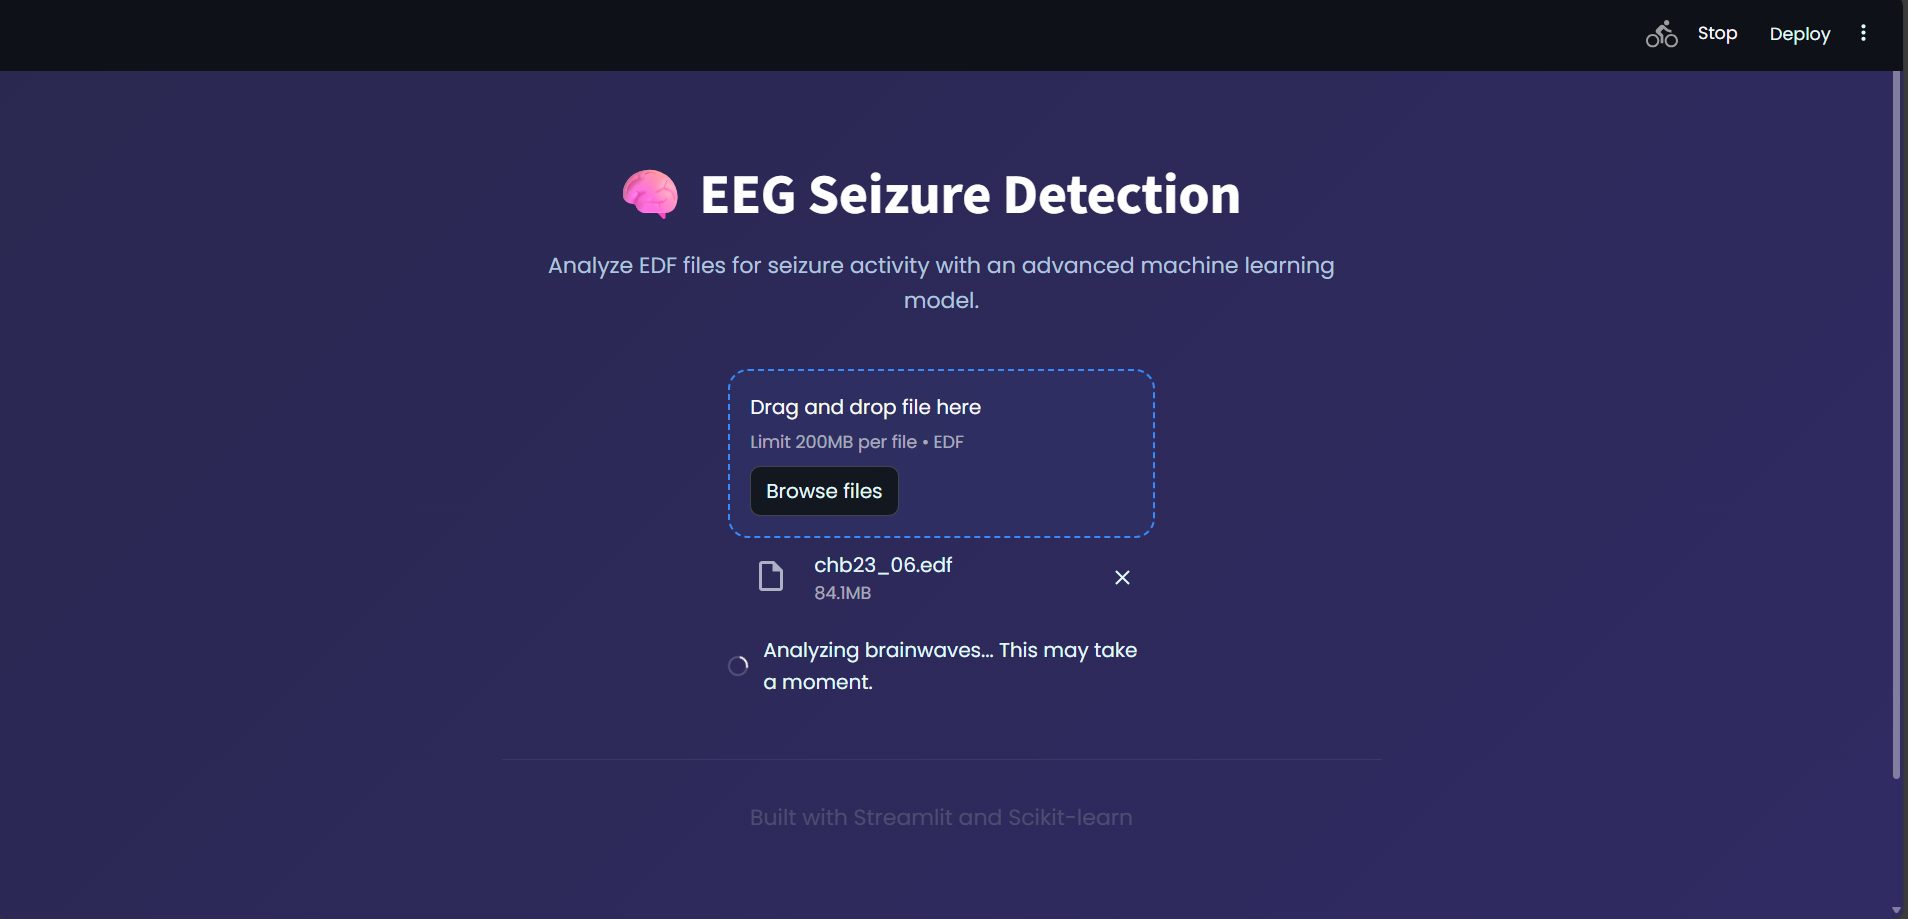 Stop Deploy
EEG Seizure Detection
Analyze EDF files for seizure activity with an advanced machine learning
model.
Drag and drop file here
Limit 200MB per file • EDF
Browse files
chb23_06.edf
84.1MB
Analyzing brainwaves... This may take
a moment.
Built with Streamlit and Scikit-learn